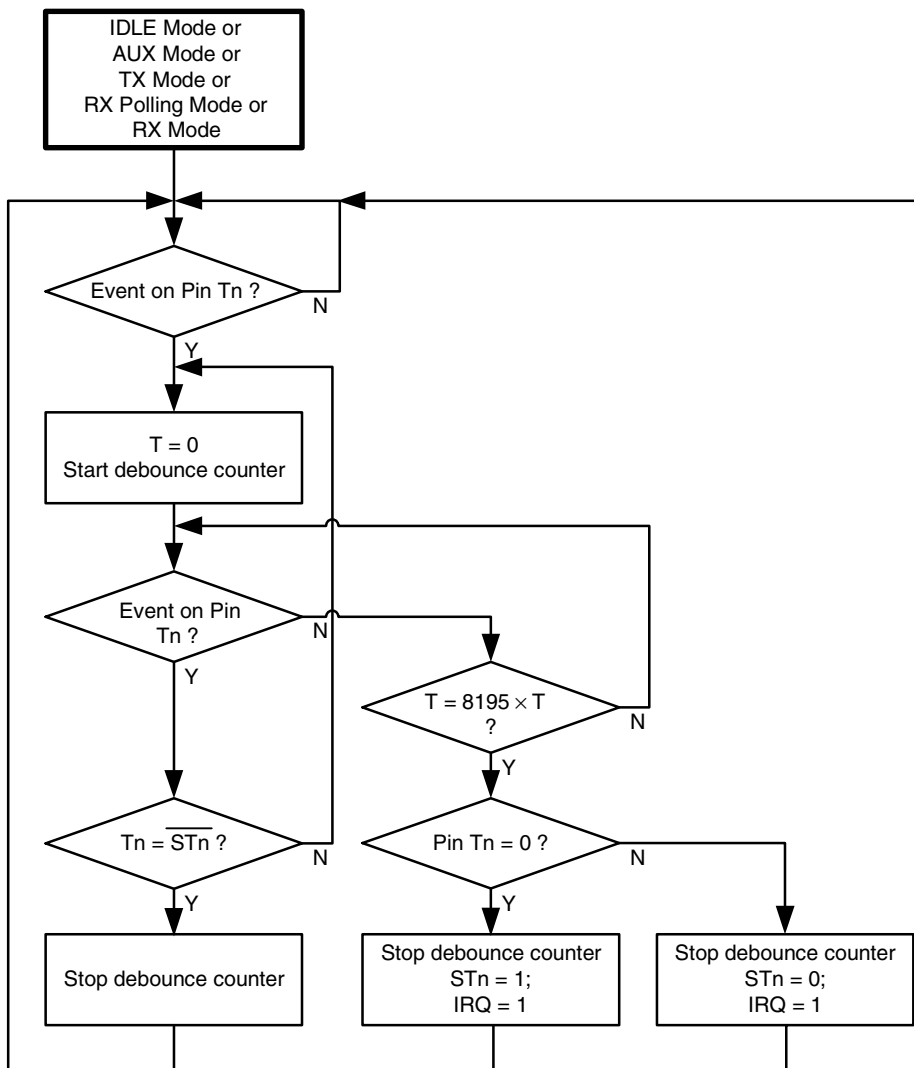 IDLE Mode or
AUX Mode or
TX Mode or
RX Polling Mode or
RX Mode
Event on Pin Tn ?
N
Y
T = 0
Start debounce counter
Event on Pin
Tn ?
N
Y
T = 8195 × T
?
N
Y
Tn = S̅T̅n̅ ?
N
Y
Pin Tn = 0 ?
N
Y
Stop debounce counter
Stop debounce counter
STn = 1;
IRQ = 1
Stop debounce counter
STn = 0;
IRQ = 1